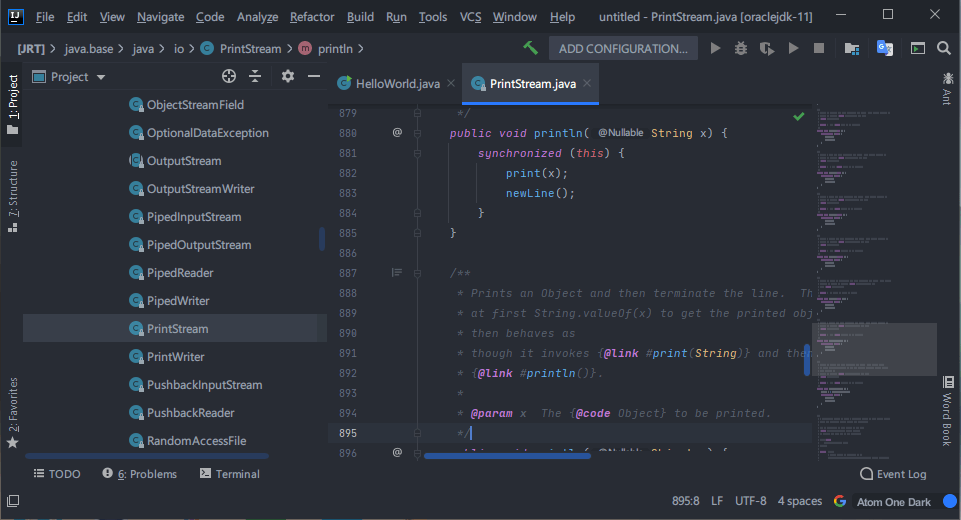 File Edit View Navigate Code Analyze Refactor Build Run Tools VCS Window Help untitled - PrintStream.java [oraclejdk-11]
[JRT] java.base java io PrintStream println ADD CONFIGURATION...
1: Project
7: Structure
2: Favorites
Project
ObjectStreamField
OptionalDataException
OutputStream
OutputStreamWriter
PipedInputStream
PipedOutputStream
PipedReader
PipedWriter
PrintStream
PrintWriter
PushbackInputStream
PushbackReader
RandomAccessFile
HelloWorld.java PrintStream.java
879 */
880 @ public void println( @Nullable String x) {
881 synchronized (this) {
882 print(x);
883 newLine();
884 }
885 }
886
887 /**
888 * Prints an Object and then terminate the line. Th
889 * at first String.valueOf(x) to get the printed obj
890 * then behaves as
891 * though it invokes {@link #print(String)} and then
892 * {@link #println()}.
893 *
894 * @param x The {@code Object} to be printed.
895 */
896 @ @Nullable
Ant
Word Book
TODO 6: Problems Terminal Event Log
895:8 LF UTF-8 4 spaces Atom One Dark